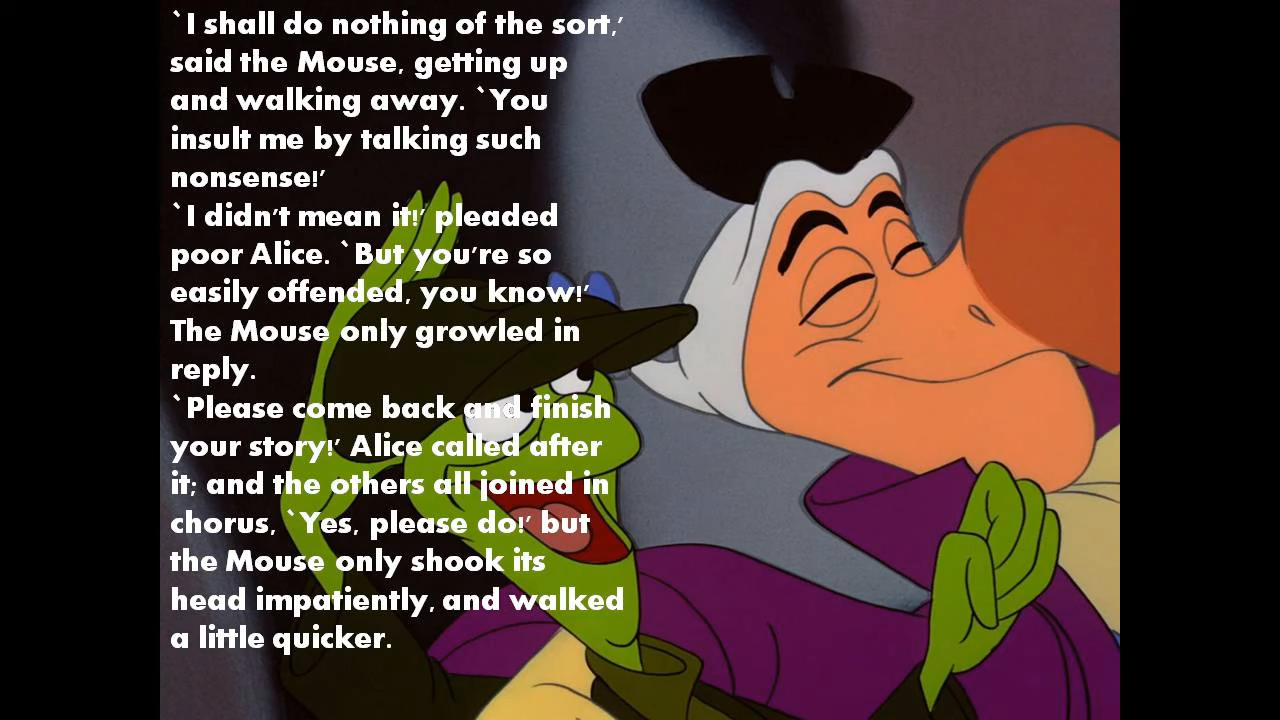 `I shall do nothing of the sort,'
said the Mouse, getting up
and walking away. `You
insult me by talking such
nonsense!'
`I didn't mean it!' pleaded
poor Alice. `But you're so
easily offended, you know!'
The Mouse only growled in
reply.
`Please come back and finish
your story!' Alice called after
it; and the others all joined in
chorus, `Yes, please do!' but
the Mouse only shook its
head impatiently, and walked
a little quicker.